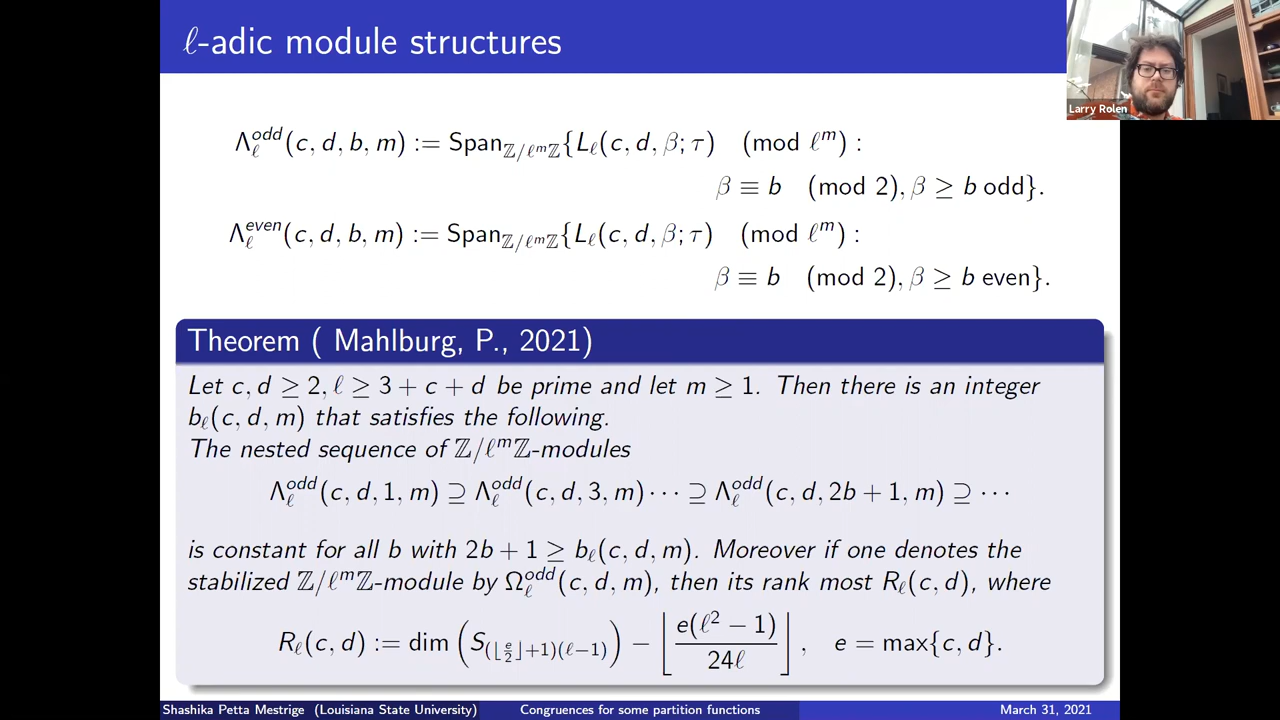 ℓ-adic module structures
Larry Rolen
Λ_ℓ^{odd}(c, d, b, m) := Span_{ℤ/ℓ^mℤ}{L_ℓ(c, d, β; τ) (mod ℓ^m) :
β ≡ b (mod 2), β ≥ b odd}.
Λ_ℓ^{even}(c, d, b, m) := Span_{ℤ/ℓ^mℤ}{L_ℓ(c, d, β; τ) (mod ℓ^m) :
β ≡ b (mod 2), β ≥ b even}.
Theorem ( Mahlburg, P., 2021)
Let c, d ≥ 2, ℓ ≥ 3 + c + d be prime and let m ≥ 1. Then there is an integer
b_ℓ(c, d, m) that satisfies the following.
The nested sequence of ℤ/ℓ^mℤ-modules
Λ_ℓ^{odd}(c, d, 1, m) ⊇ Λ_ℓ^{odd}(c, d, 3, m) ⋯ ⊇ Λ_ℓ^{odd}(c, d, 2b + 1, m) ⊇ ⋯
is constant for all b with 2b + 1 ≥ b_ℓ(c, d, m). Moreover if one denotes the
stabilized ℤ/ℓ^mℤ-module by Ω_ℓ^{odd}(c, d, m), then its rank most R_ℓ(c, d), where
R_ℓ(c, d) := dim (S_{(⌊e/2⌋+1)(ℓ−1)}) − ⌊e(ℓ² − 1)/24ℓ⌋, e = max{c, d}.
Shashika Petta Mestrige (Louisiana State University) Congruences for some partition functions March 31, 2021